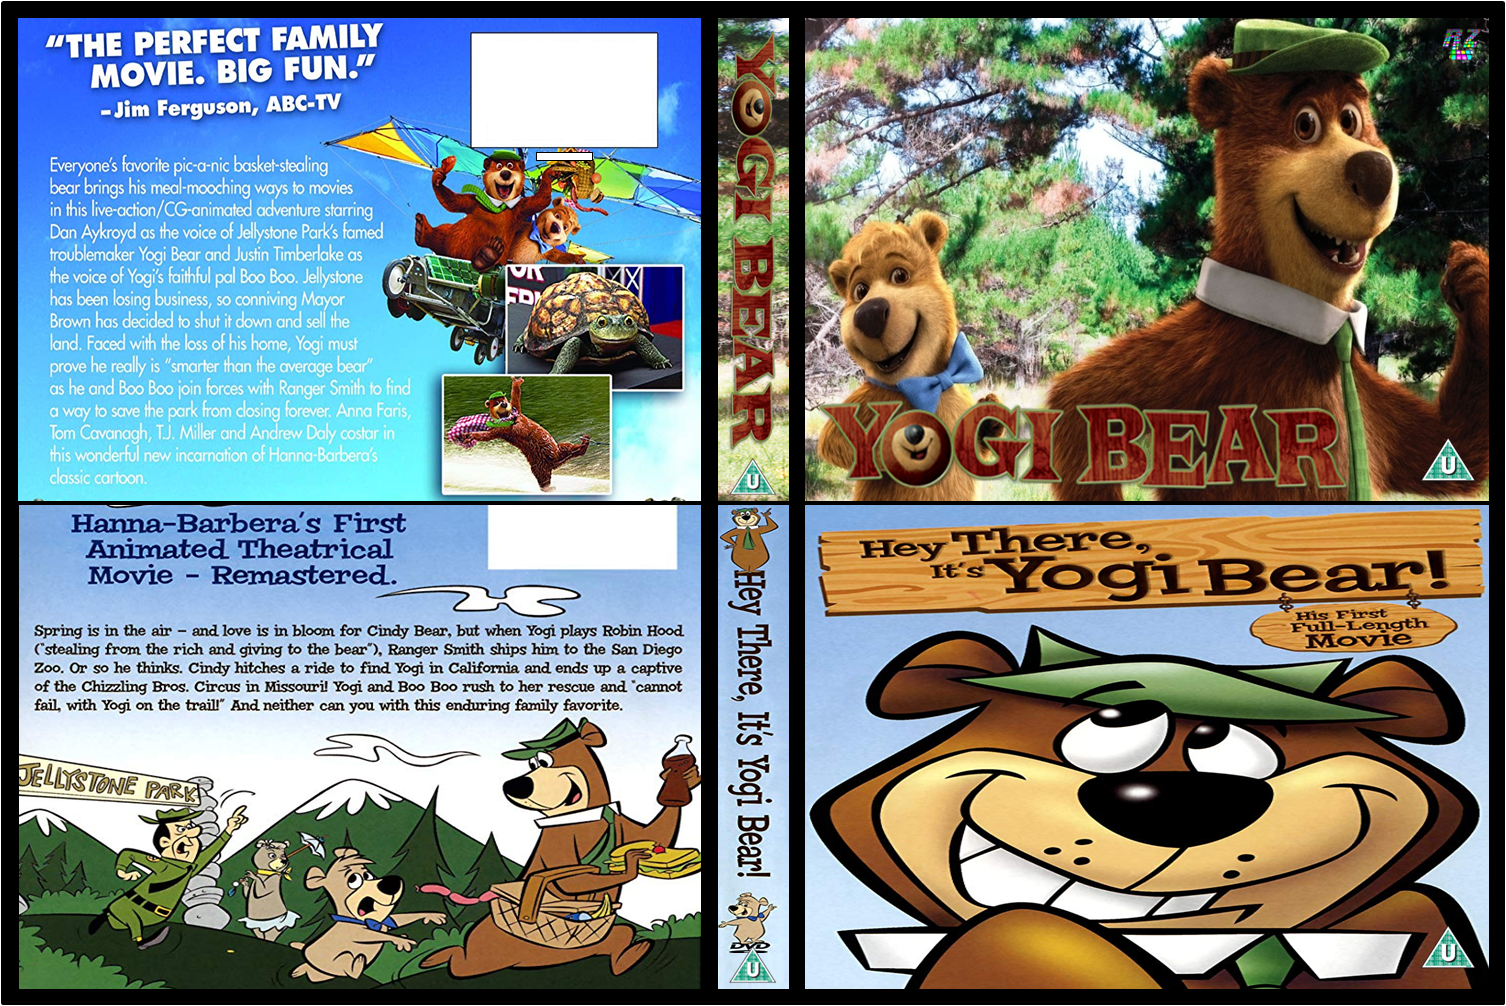 “THE PERFECT FAMILY
MOVIE. BIG FUN.”
–Jim Ferguson, ABC-TV
Everyone’s favorite pic-a-nic basket-stealing
bear brings his meal-mooching ways to movies
in this live-action/CG-animated adventure starring
Dan Aykroyd as the voice of Jellystone Park’s famed
troublemaker Yogi Bear and Justin Timberlake as
the voice of Yogi’s faithful pal Boo Boo. Jellystone
has been losing business, so conniving Mayor
Brown has decided to shut it down and sell the
land. Faced with the loss of his home, Yogi must
prove he really is “smarter than the average bear”
as he and Boo Boo join forces with Ranger Smith to find
a way to save the park from closing forever. Anna Faris,
Tom Cavanagh, T.J. Miller and Andrew Daly costar in
this wonderful new incarnation of Hanna-Barbera’s
classic cartoon.
YOGI BEAR
U
YOGI BEAR
U
Hanna-Barbera’s First
Animated Theatrical
Movie – Remastered.
Spring is in the air – and love is in bloom for Cindy Bear, but when Yogi plays Robin Hood
("stealing from the rich and giving to the bear"), Ranger Smith ships him to the San Diego
Zoo. Or so he thinks. Cindy hitches a ride to find Yogi in California and ends up a captive
of the Chizzling Bros. Circus in Missouri! Yogi and Boo Boo rush to her rescue and "cannot
fail, with Yogi on the trail!" And neither can you with this enduring family favorite.
JELLYSTONE PARK
Hey There, It's Yogi Bear!
DVD
U
Hey There,
It's Yogi Bear!
His First
Full-Length
Movie
U